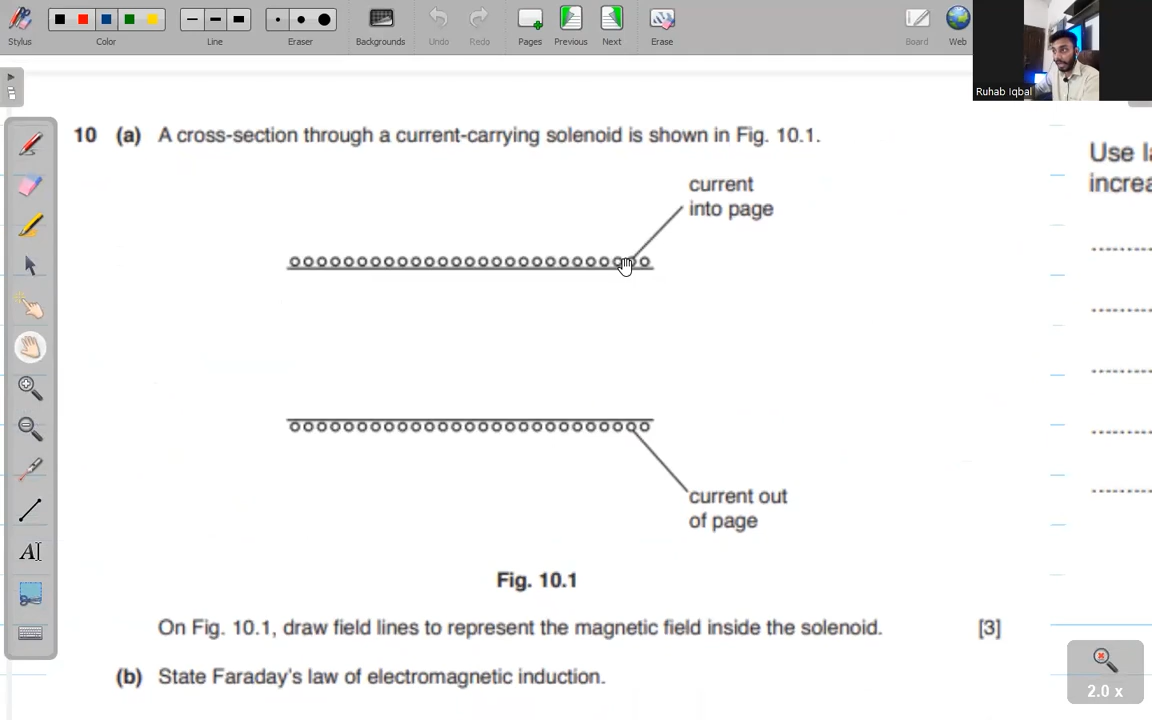 Stylus
Color
Line
Eraser
Backgrounds
Undo
Redo
Pages
Previous
Next
Erase
Board
Web
Ruhab Iqbal
10 (a) A cross-section through a current-carrying solenoid is shown in Fig. 10.1.
current
into page
current out
of page
Fig. 10.1
On Fig. 10.1, draw field lines to represent the magnetic field inside the solenoid. [3]
(b) State Faraday's law of electromagnetic induction.
Use
2.0 x